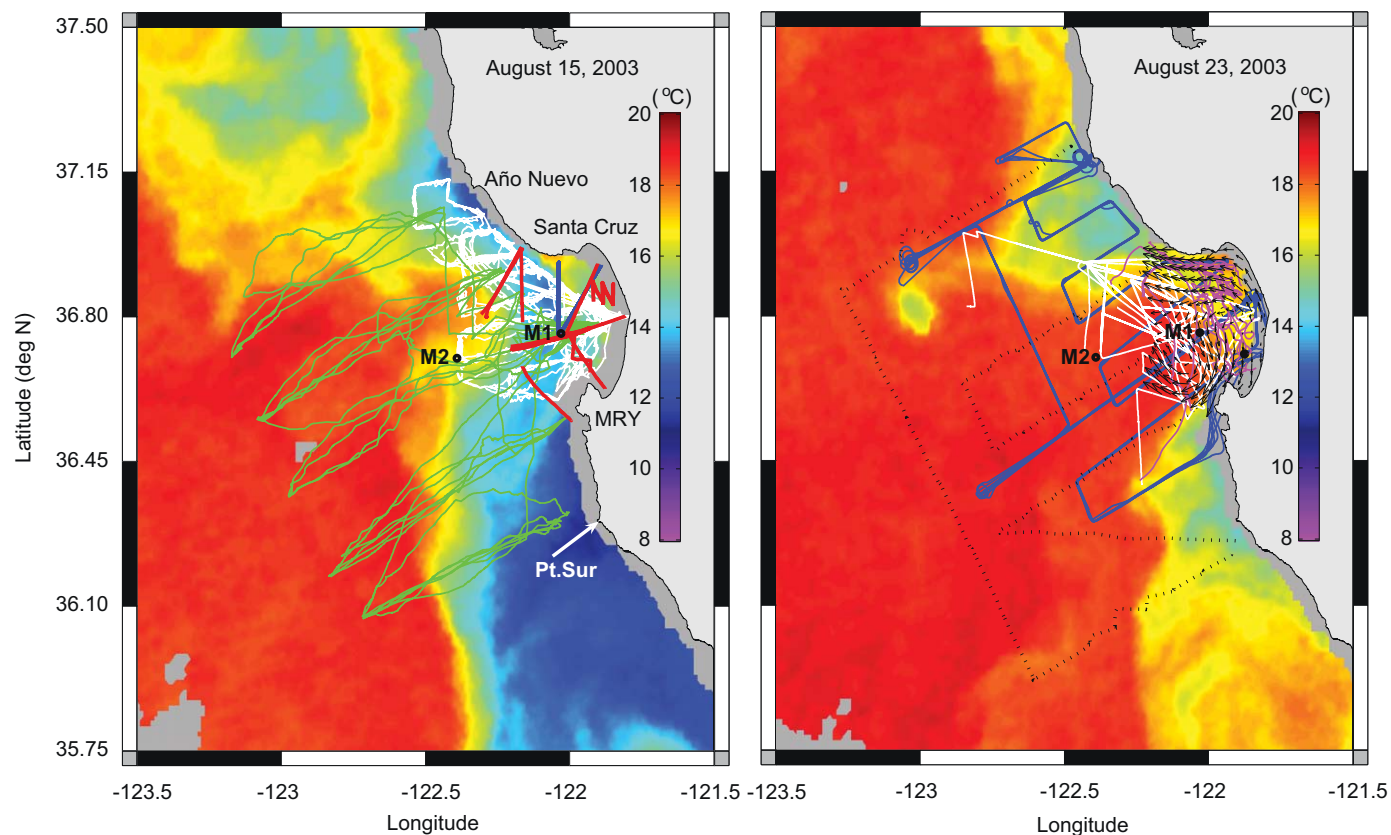 August 15, 2003
(°C)
20
18
16
14
12
10
8
Año Nuevo
Santa Cruz
M1
M2
MRY
Pt.Sur
37.50
37.15
36.80
36.45
36.10
35.75
Latitude (deg N)
-123.5
-123
-122.5
-122
-121.5
Longitude
August 23, 2003
(°C)
20
18
16
14
12
10
8
M1
M2
-123.5
-123
-122.5
-122
-121.5
Longitude